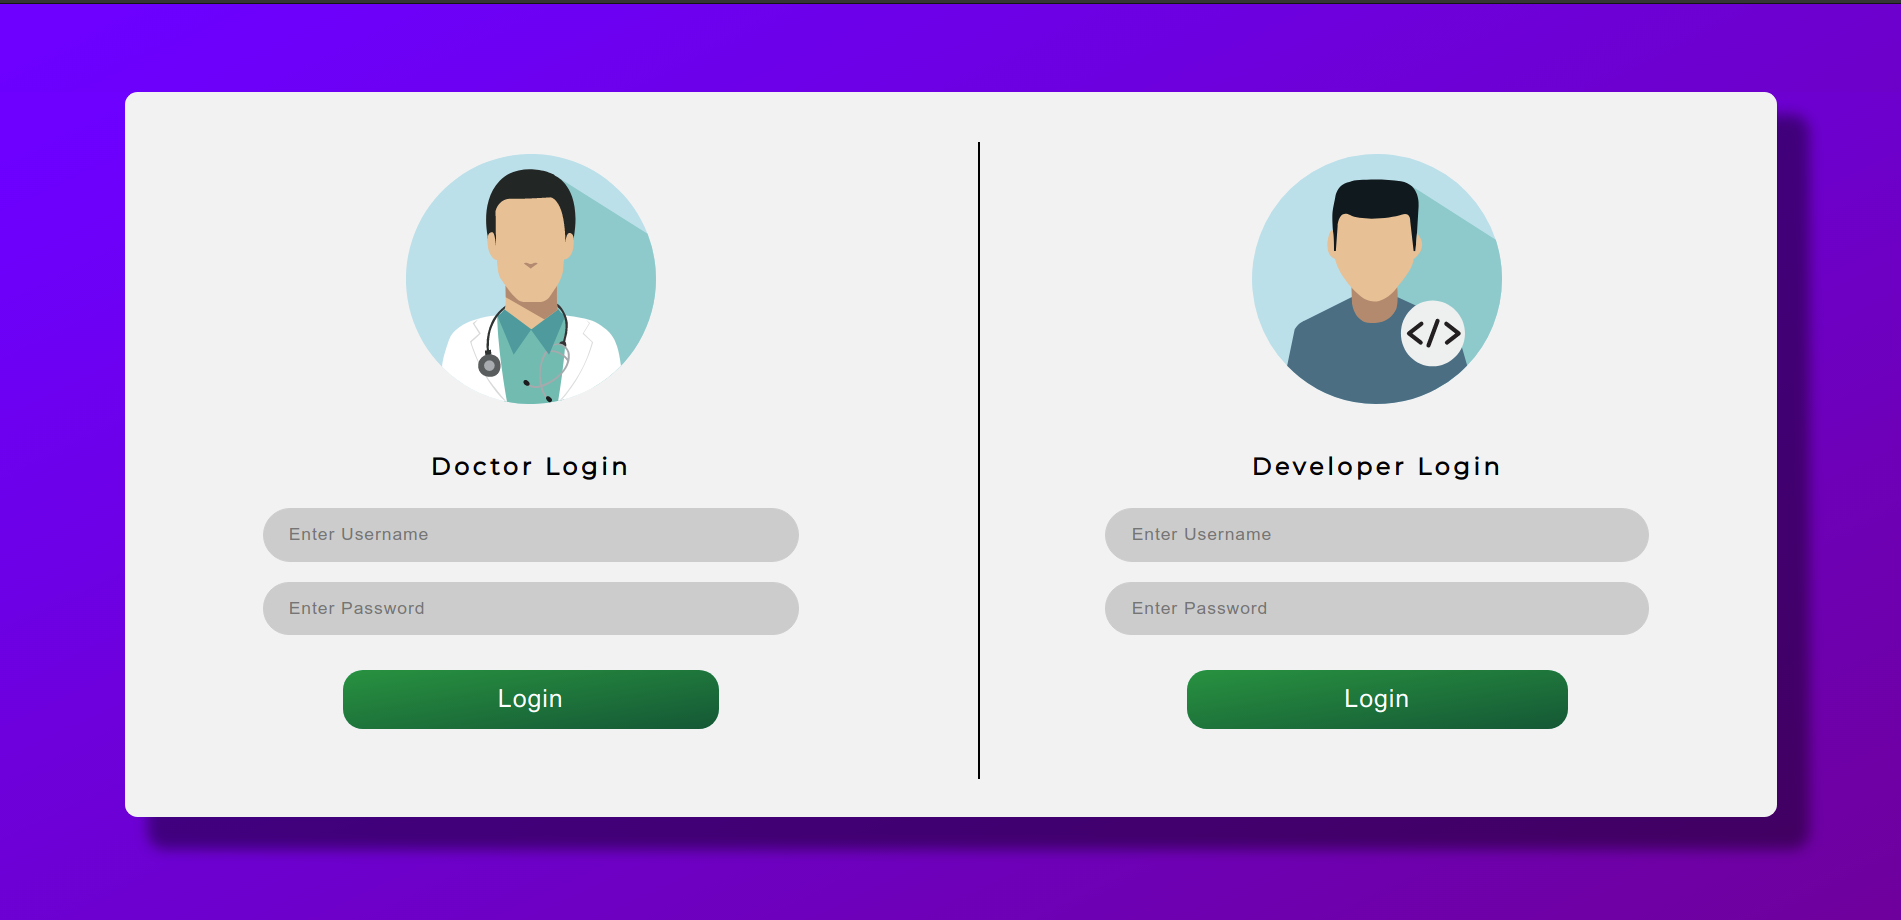 </>
Doctor Login
Enter Username
Enter Password
Login
Developer Login
Enter Username
Enter Password
Login